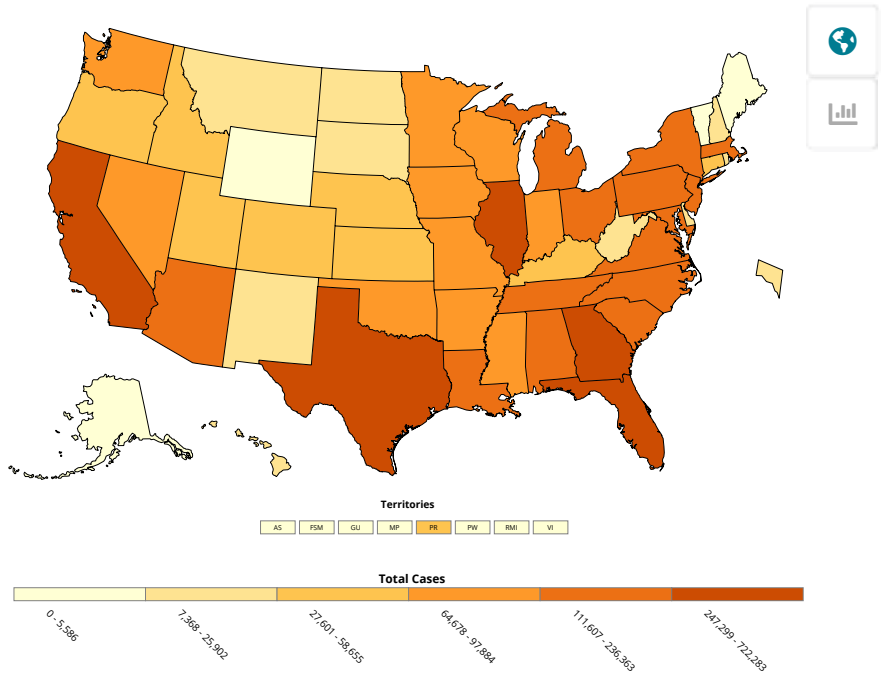 Territories
AS FSM GU MP PR PW RMI VI
Total Cases
0 - 5,586
7,368 - 25,902
27,601 - 58,655
64,678 - 97,884
111,607 - 236,363
247,299 - 722,283